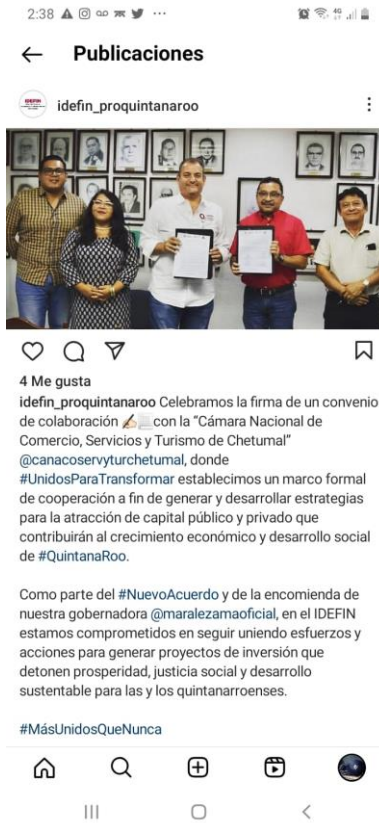 2:38
4G
Publicaciones
IDEFIN
idefin_proquintanaroo
4 Me gusta
idefin_proquintanaroo Celebramos la firma de un convenio
de colaboración ✍🏻📃con la “Cámara Nacional de
Comercio, Servicios y Turismo de Chetumal”
@canacoservyturchetumal, donde
#UnidosParaTransformar establecimos un marco formal
de cooperación a fin de generar y desarrollar estrategias
para la atracción de capital público y privado que
contribuirán al crecimiento económico y desarrollo social
de #QuintanaRoo.
Como parte del #NuevoAcuerdo y de la encomienda de
nuestra gobernadora @maralezamaoficial, en el IDEFIN
estamos comprometidos en seguir uniendo esfuerzos y
acciones para generar proyectos de inversión que
detonen prosperidad, justicia social y desarrollo
sustentable para las y los quintanarroenses.
#MásUnidosQueNunca